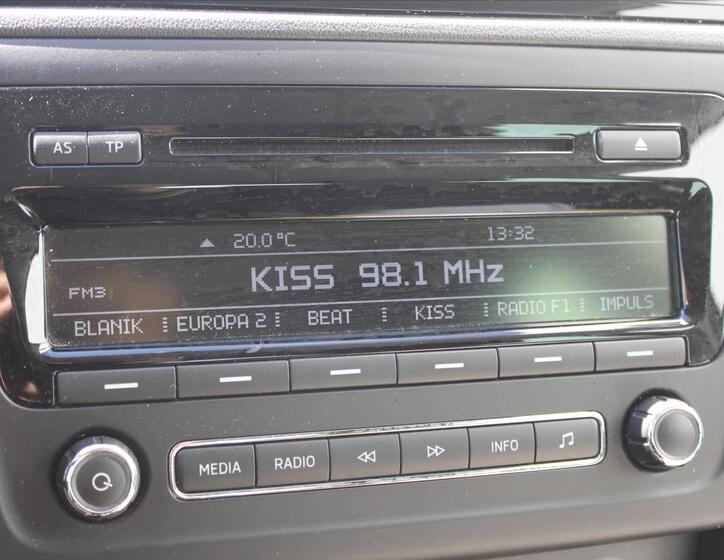 AS TP
20.0°C 13:32
KISS 98.1 MHz
FM3
BLANÍK EUROPA 2 BEAT KISS RADIO F1 IMPULS
MEDIA RADIO INFO